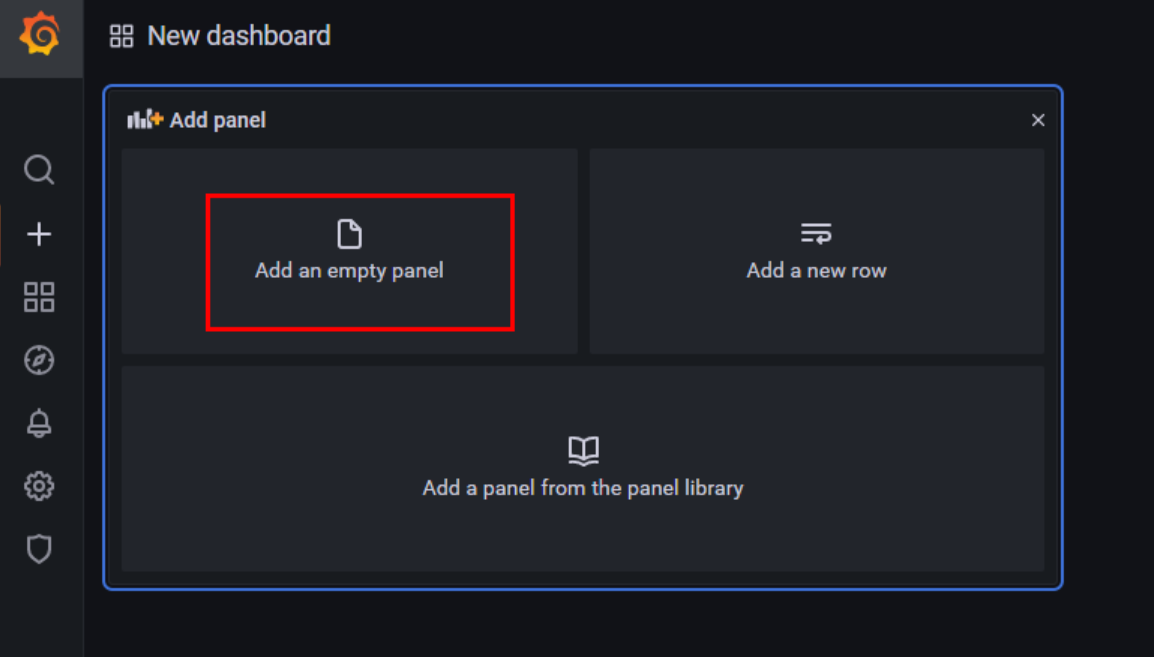 New dashboard
Add panel
Add an empty panel
Add a new row
Add a panel from the panel library